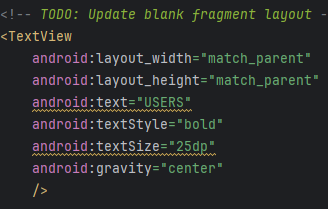 <!-- TODO: Update blank fragment layout -
<TextView
android:layout_width="match_parent"
android:layout_height="match_parent"
android:text="USERS"
android:textStyle="bold"
android:textSize="25dp"
android:gravity="center"
/>